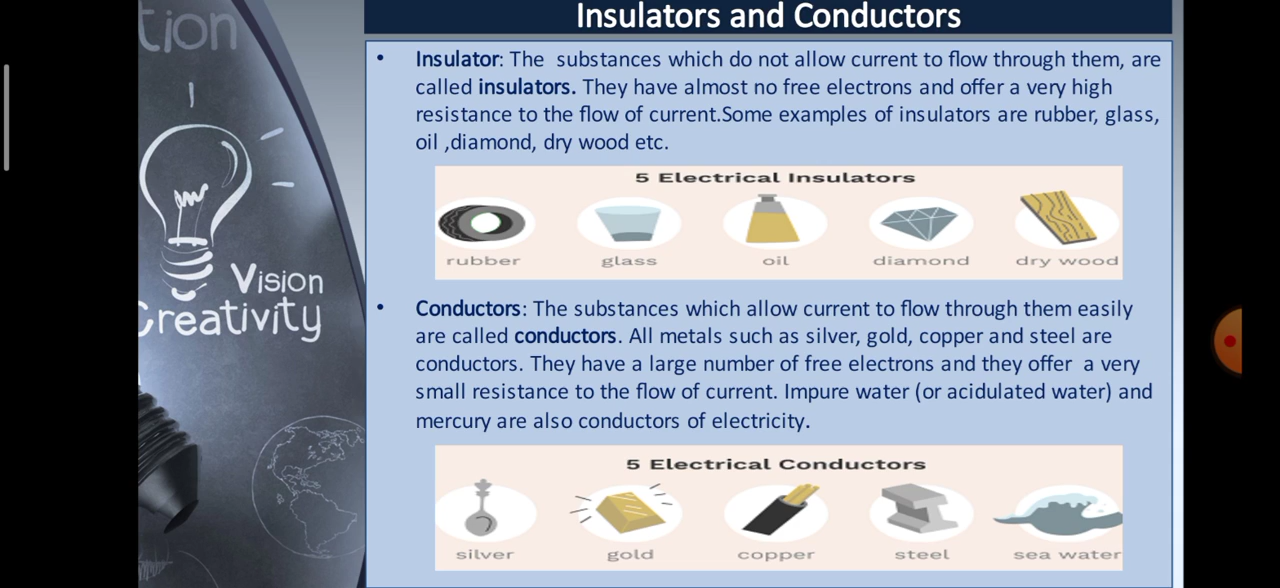 tion
Vision
Creativity
Insulators and Conductors
• Insulator: The substances which do not allow current to flow through them, are
called insulators. They have almost no free electrons and offer a very high
resistance to the flow of current.Some examples of insulators are rubber, glass,
oil ,diamond, dry wood etc.
5 Electrical Insulators
rubber glass oil diamond dry wood
• Conductors: The substances which allow current to flow through them easily
are called conductors. All metals such as silver, gold, copper and steel are
conductors. They have a large number of free electrons and they offer a very
small resistance to the flow of current. Impure water (or acidulated water) and
mercury are also conductors of electricity.
5 Electrical Conductors
silver gold copper steel sea water